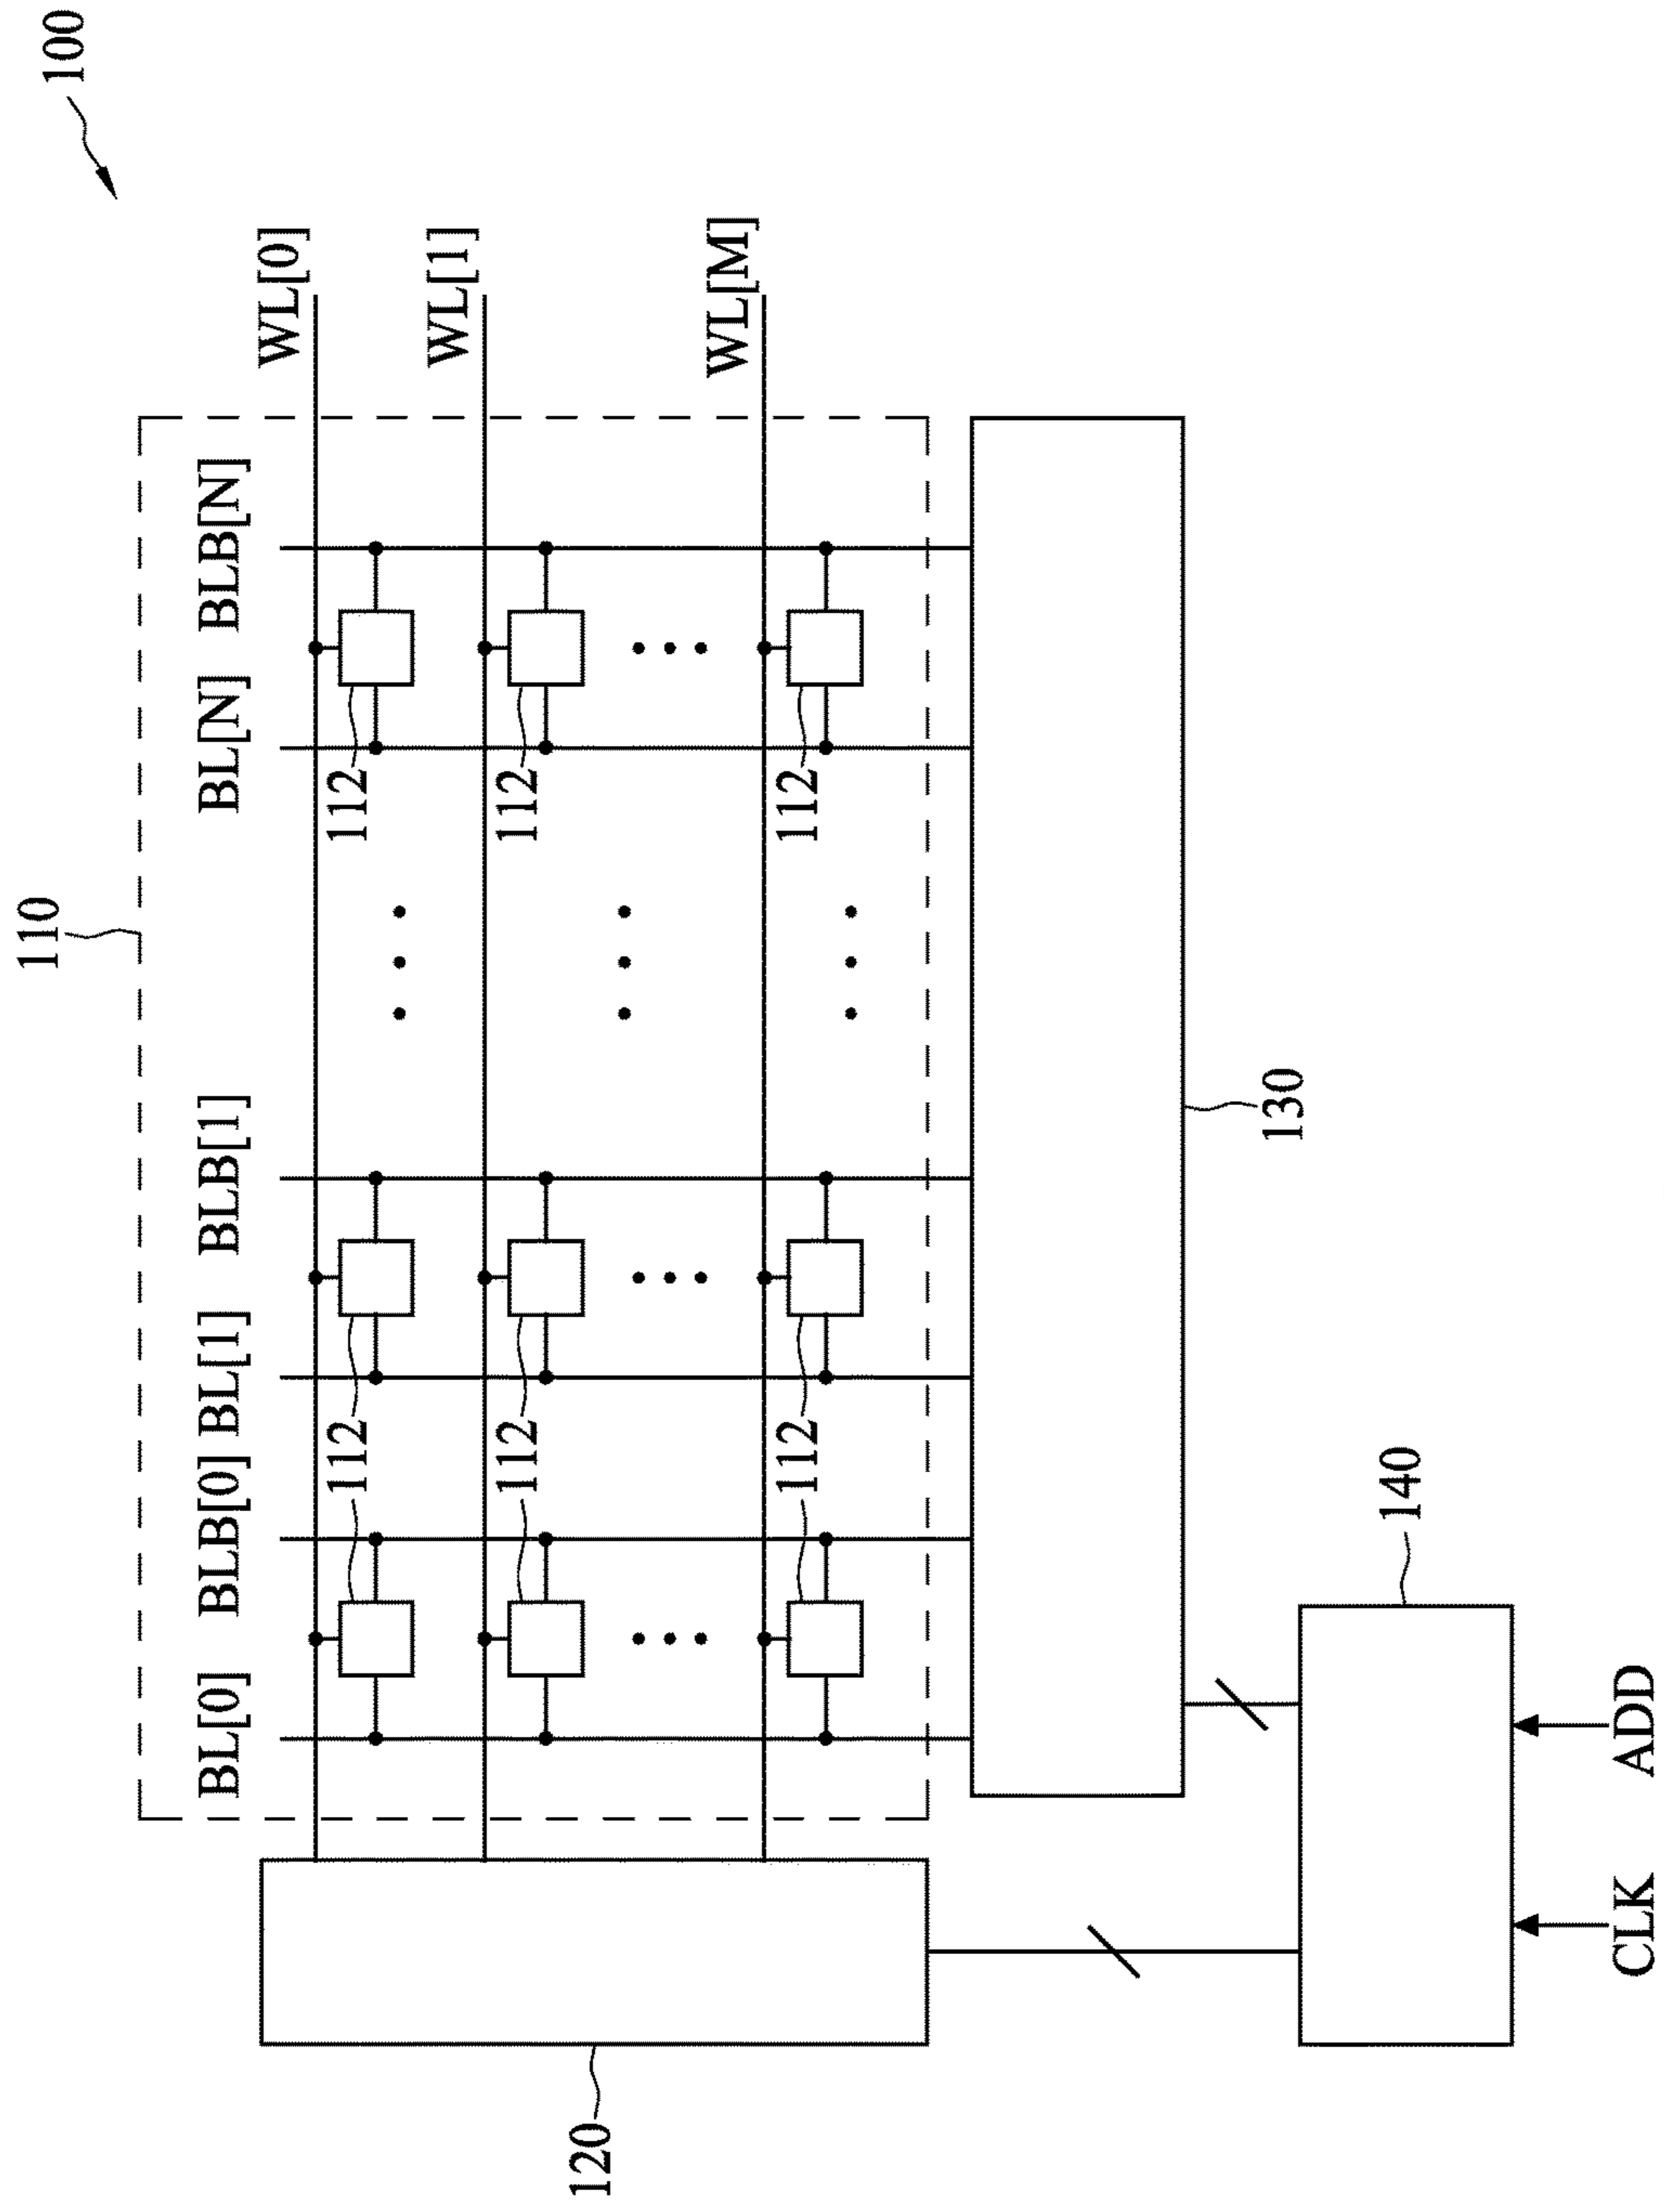 110
100
BL[0] BLB[0] BL[1] BLB[1] BL[N] BLB[N]
WL[0]
112 112
WL[1]
112 112
120
WL[M]
112 112
130
140
CLK ADD